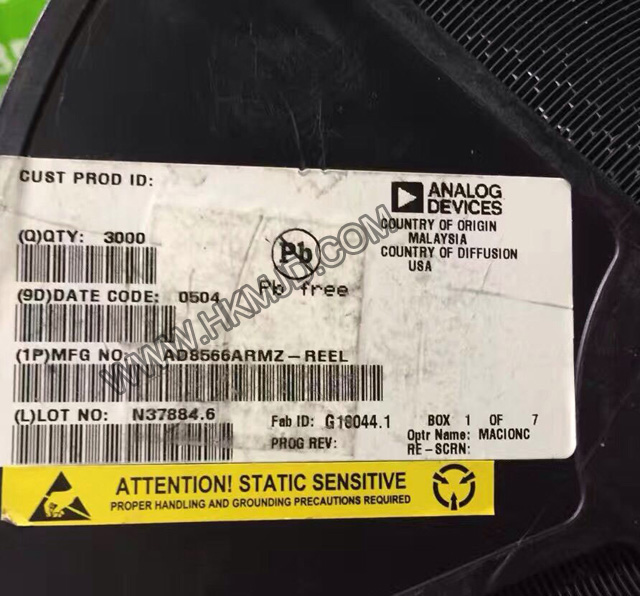 CUST PROD ID:
ANALOG
DEVICES
COUNTRY OF ORIGIN
MALAYSIA
COUNTRY OF DIFFUSION
USA
(Q)QTY: 3000
Pb
Pb free
(9D)DATE CODE: 0504
(1P)MFG NO. AD8566ARMZ-REEL
(L)LOT NO: N37884.6
Fab ID: G10044.1
BOX 1 OF 7
Optr Name: MACIONC
PROG REV:
RE-SCRN:
WWW.HKMJD.COM
ATTENTION! STATIC SENSITIVE
PROPER HANDLING AND GROUNDING PRECAUTIONS REQUIRED